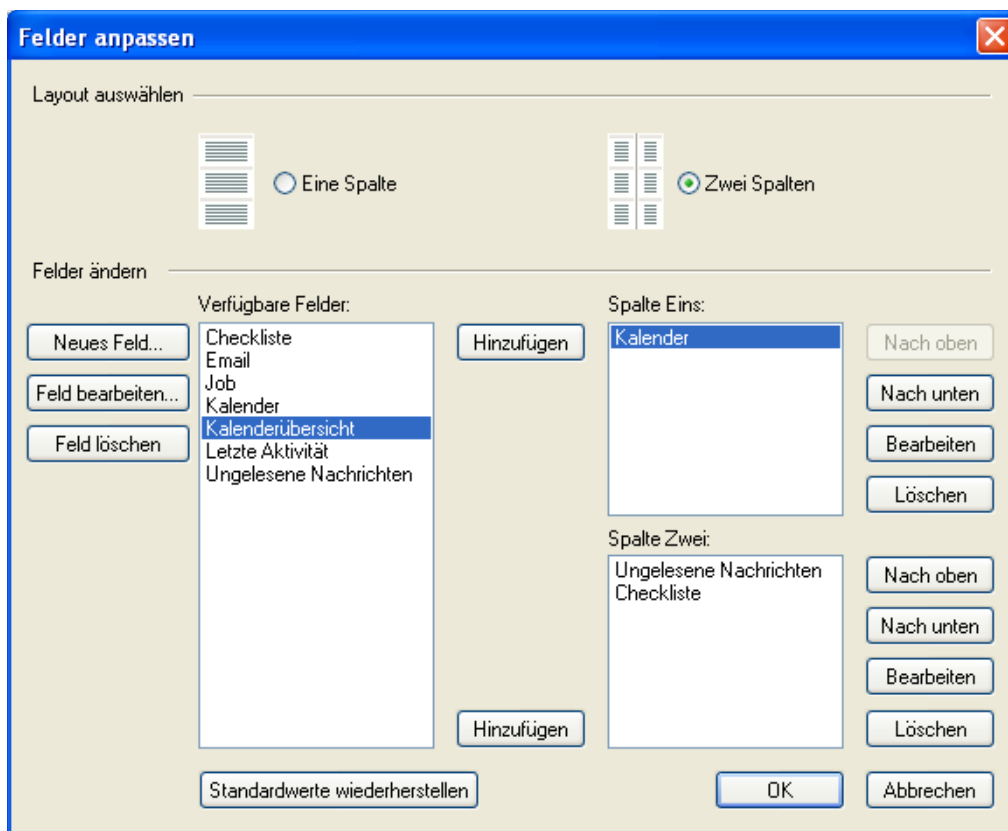 Felder anpassen
Layout auswählen
Eine Spalte
Zwei Spalten
Felder ändern
Verfügbare Felder:
Neues Feld...
Feld bearbeiten...
Feld löschen
Checkliste
Email
Job
Kalender
Kalenderübersicht
Letzte Aktivität
Ungelesene Nachrichten
Hinzufügen
Spalte Eins:
Kalender
Nach oben
Nach unten
Bearbeiten
Löschen
Spalte Zwei:
Ungelesene Nachrichten
Checkliste
Nach oben
Nach unten
Bearbeiten
Löschen
Hinzufügen
Standardwerte wiederherstellen
OK
Abbrechen